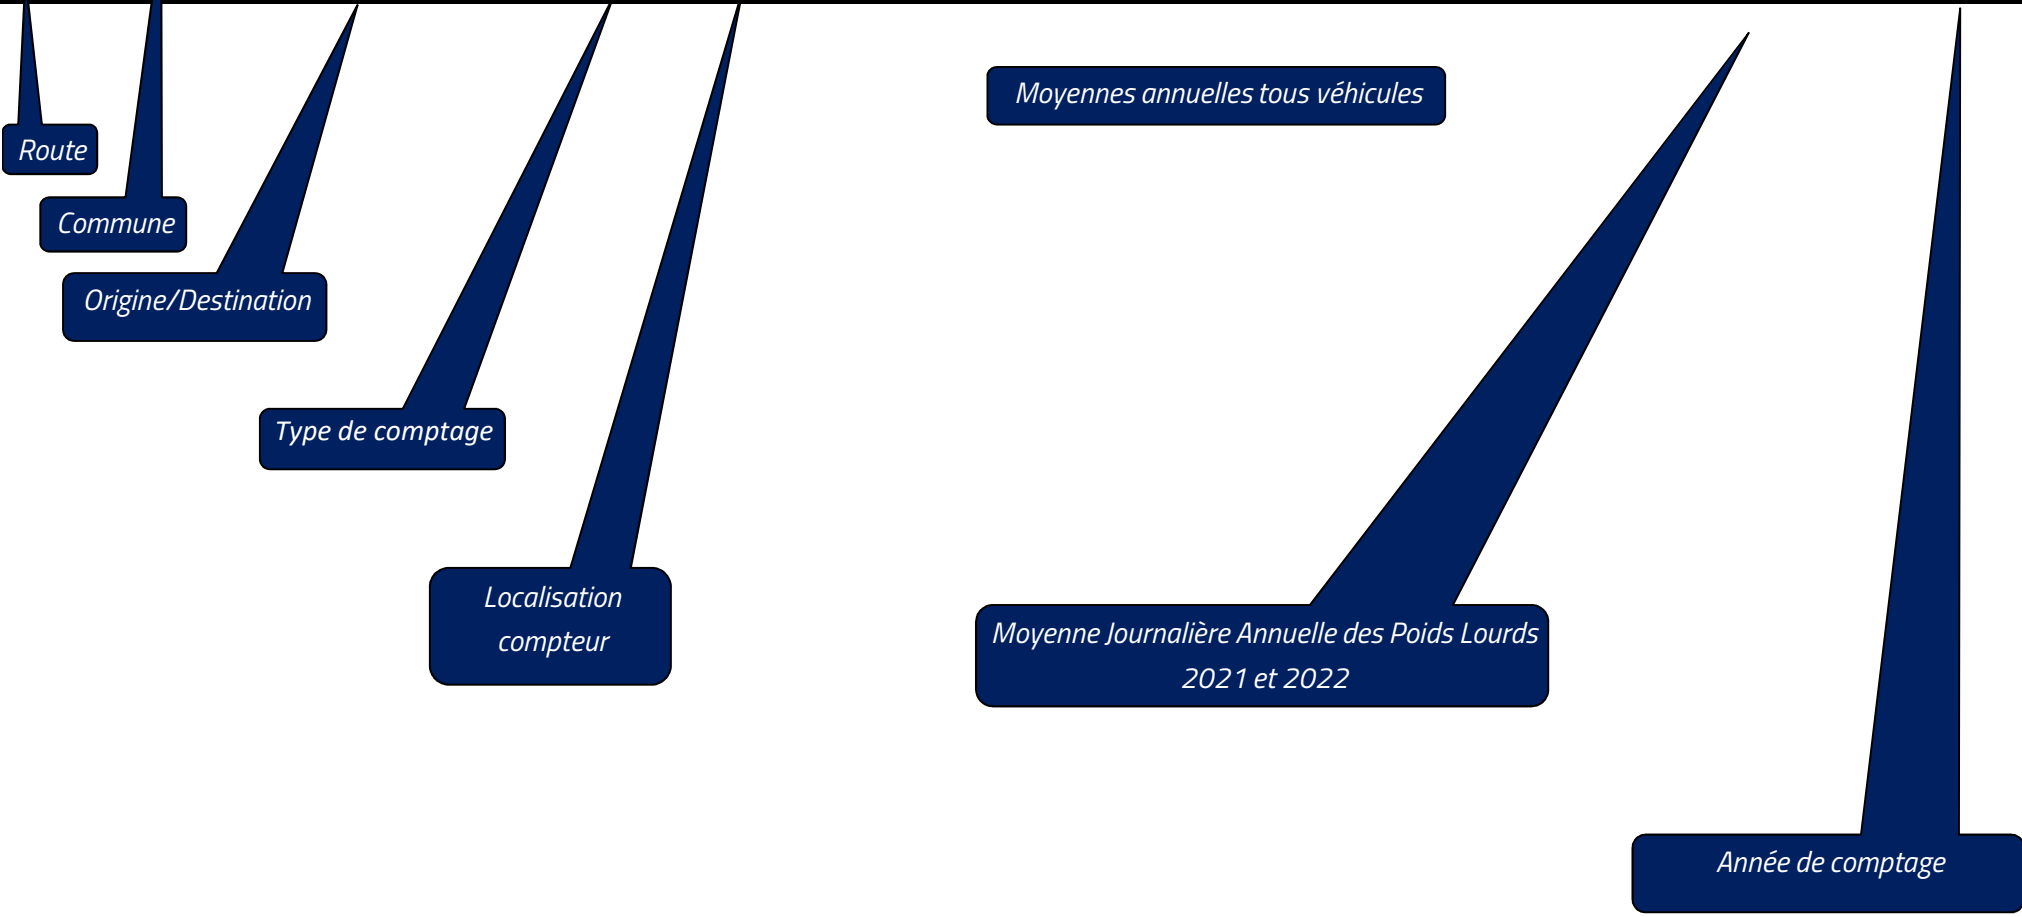 Moyennes annuelles tous véhicules
Route
Commune
Origine/Destination
Type de comptage
Localisation
compteur
Moyenne Journalière Annuelle des Poids Lourds
2021 et 2022
Année de comptage